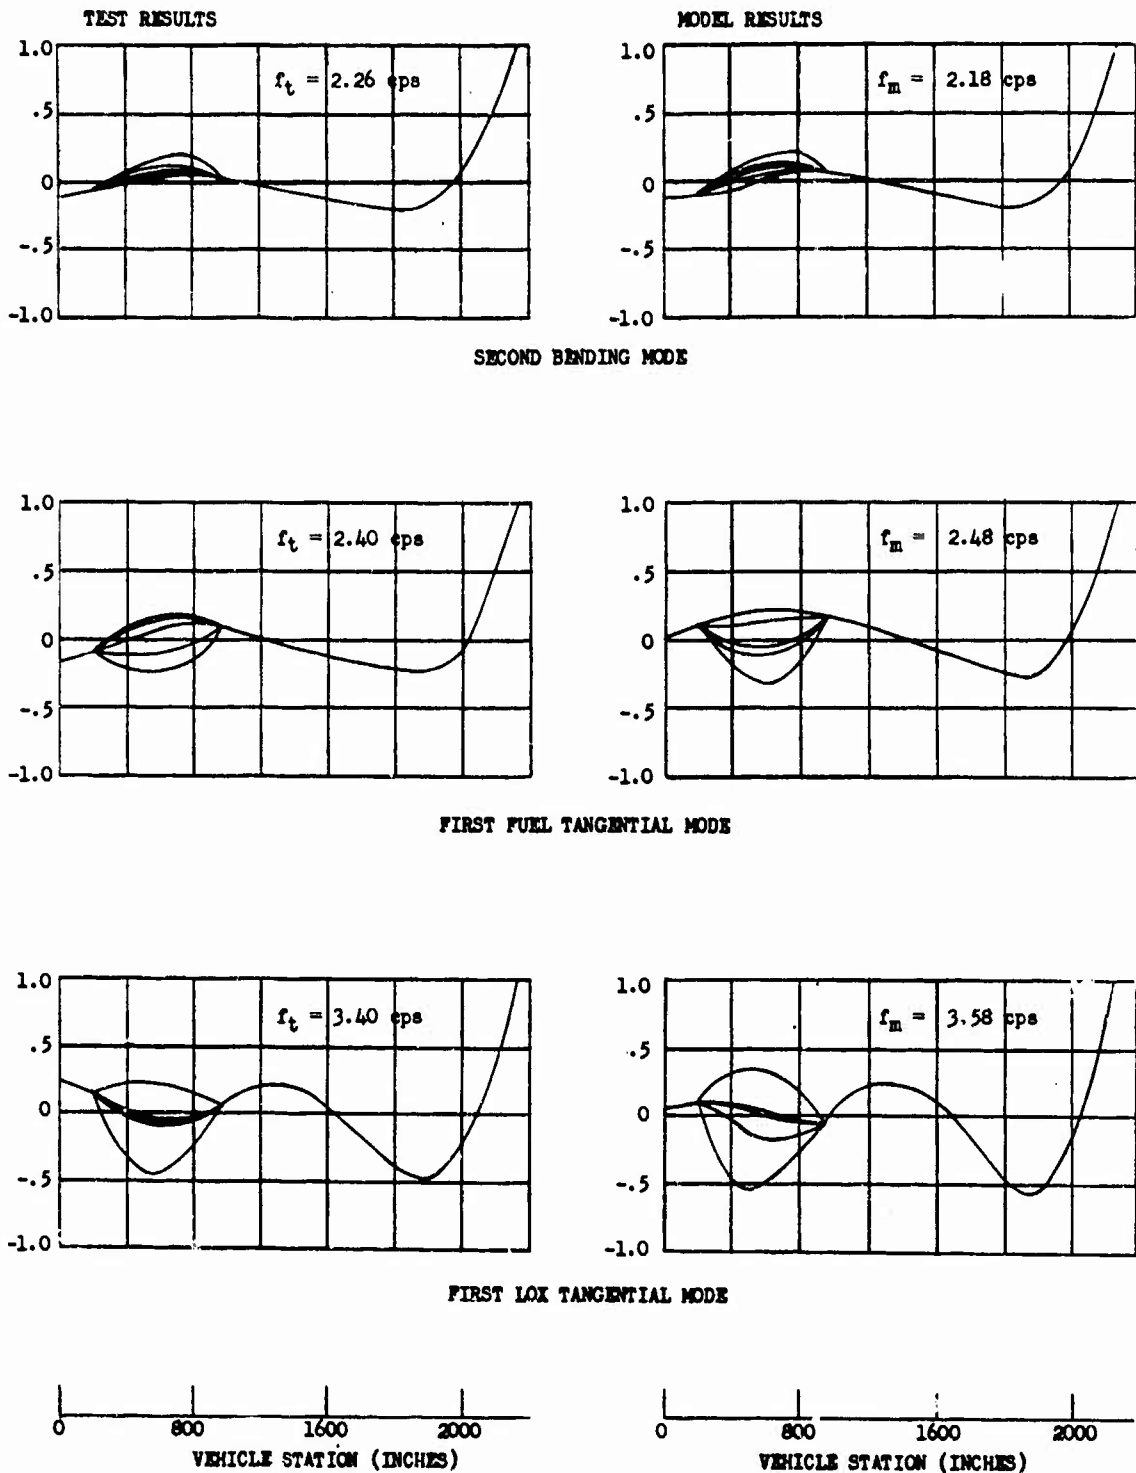 TEST RESULTS
MODEL RESULTS
1.0
.5
0
-.5
-1.0
f_t = 2.26 cps
1.0
.5
0
-.5
-1.0
f_m = 2.18 cps
SECOND BENDING MODE
1.0
.5
0
-.5
-1.0
f_t = 2.40 cps
1.0
.5
0
-.5
-1.0
f_m = 2.48 cps
FIRST FUEL TANGENTIAL MODE
1.0
.5
0
-.5
-1.0
f_t = 3.40 cps
1.0
.5
0
-.5
-1.0
f_m = 3.58 cps
FIRST LOX TANGENTIAL MODE
0 800 1600 2000
VEHICLE STATION (INCHES)
0 800 1600 2000
VEHICLE STATION (INCHES)